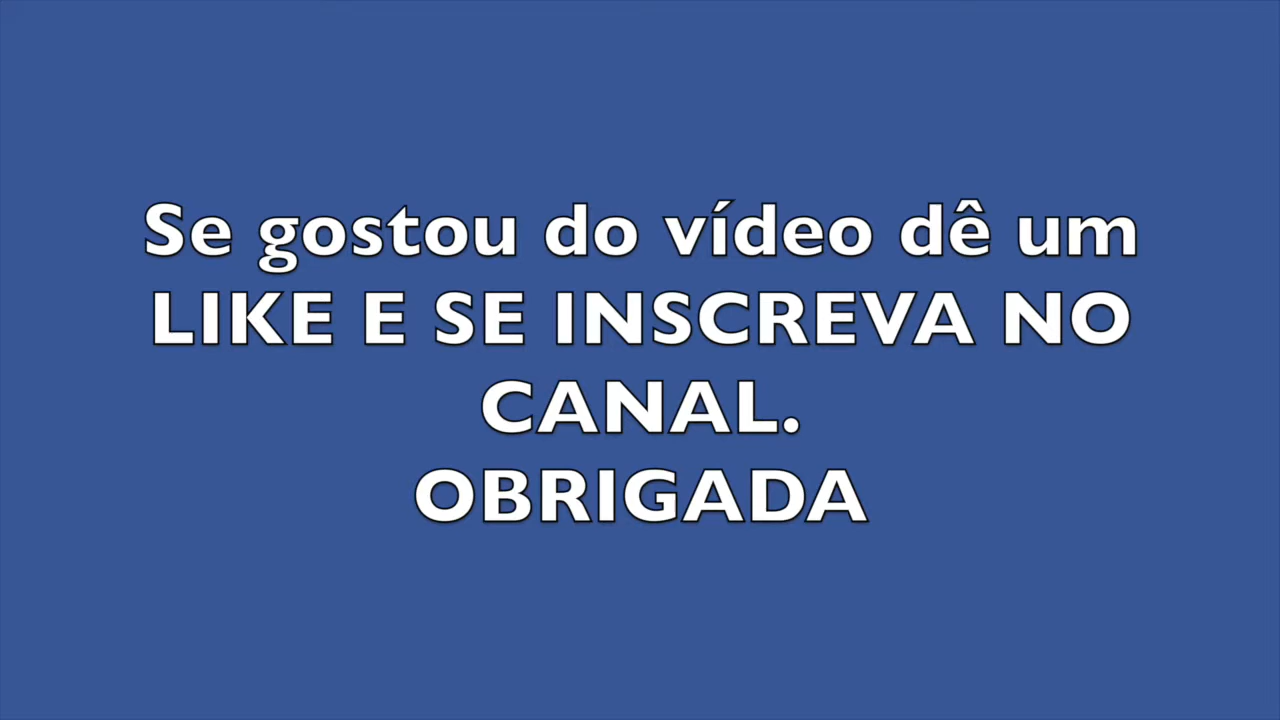 Se gostou do vídeo dê um
LIKE E SE INSCREVA NO
CANAL.
OBRIGADA